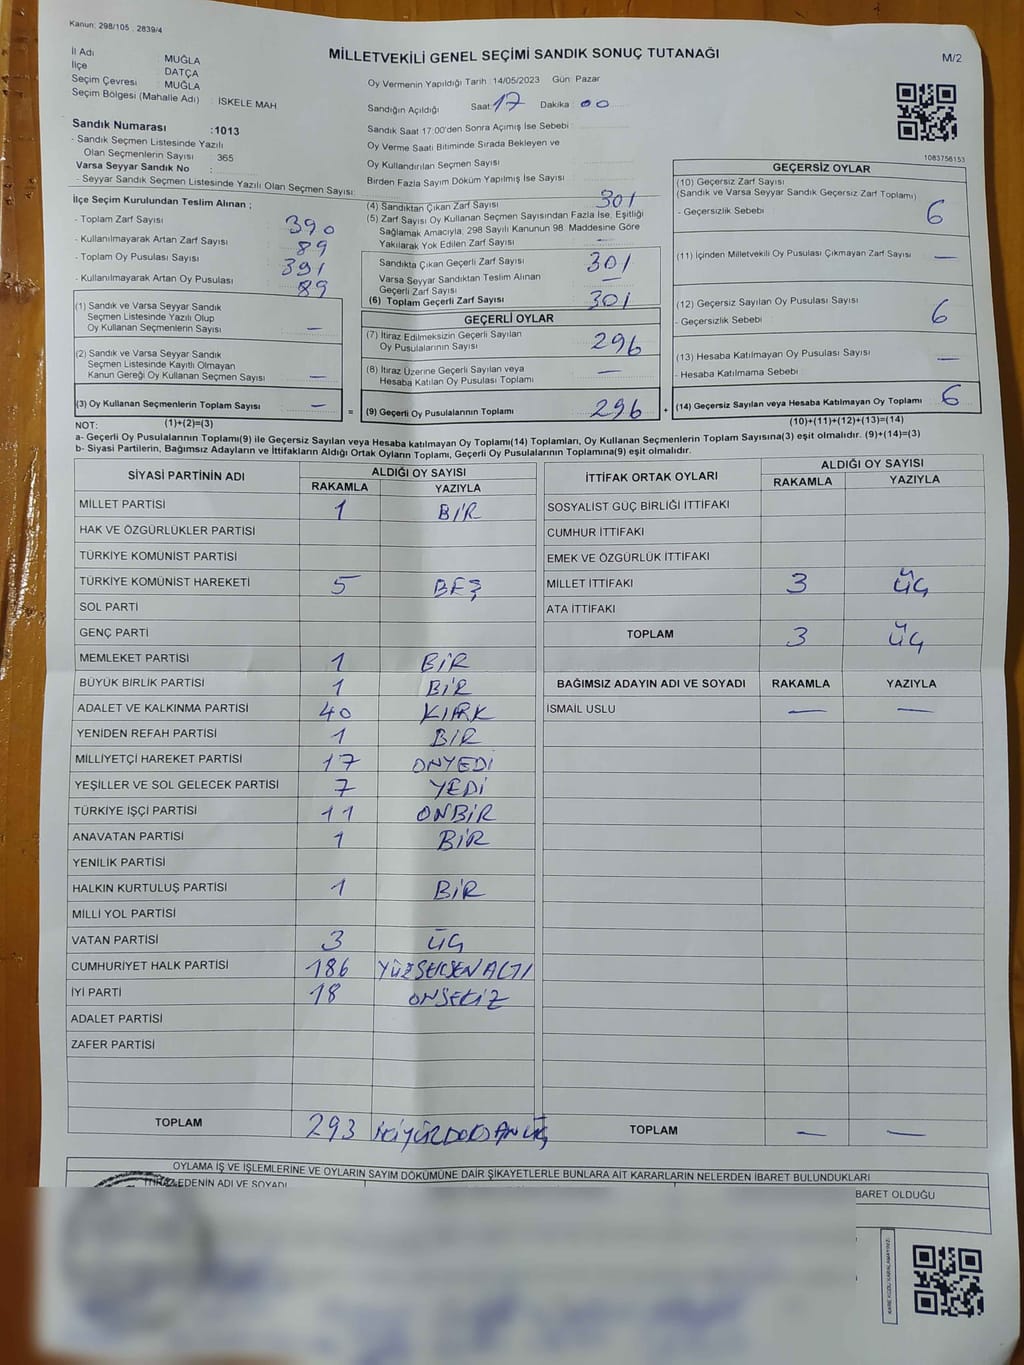 Kanun: 298/105 . 2839/4
MİLLETVEKİLİ GENEL SEÇİMİ SANDIK SONUÇ TUTANAĞI
M/2
İl Adı MUĞLA
İlçe DATÇA
Seçim Çevresi MUĞLA
Seçim Bölgesi (Mahalle Adı) : İSKELE MAH
Sandık Numarası :1013
- Sandık Seçmen Listesinde Yazılı
Olan Seçmenlerin Sayısı 365
Varsa Seyyar Sandık No :
- Seyyar Sandık Seçmen Listesinde Yazılı Olan Seçmen Sayısı:
Oy Vermenin Yapıldığı Tarih : 14/05/2023 Gün: Pazar
Sandığın Açıldığı Saat: 17 Dakika : 00
Sandık Saat 17:00'den Sonra Açımış İse Sebebi :
Oy Verme Saati Bitiminde Sırada Bekleyen ve
Oy Kullandırılan Seçmen Sayısı
Birden Fazla Sayım Döküm Yapılmış İse Sayısı
1083756153
İlçe Seçim Kurulundan Teslim Alınan ;
- Toplam Zarf Sayısı 390
- Kullanılmayarak Artan Zarf Sayısı 89
- Toplam Oy Pusulası Sayısı 391
- Kullanılmayarak Artan Oy Pusulası 89
(1) Sandık ve Varsa Seyyar Sandık
Seçmen Listesinde Yazılı Olup
Oy Kullanan Seçmenlerin Sayısı —
(2) Sandık ve Varsa Seyyar Sandık
Seçmen Listesinde Kayıtlı Olmayan
Kanun Gereği Oy Kullanan Seçmen Sayısı —
(3) Oy Kullanan Seçmenlerin Toplam Sayısı —
(1)+(2)=(3)
(4) Sandıktan Çıkan Zarf Sayısı 301
(5) Zarf Sayısı Oy Kullanan Seçmen Sayısından Fazla İse, Eşitliği
Sağlamak Amacıyla, 298 Sayılı Kanunun 98. Maddesine Göre
Yakılarak Yok Edilen Zarf Sayısı —
Sandıkta Çıkan Geçerli Zarf Sayısı 301
Varsa Seyyar Sandıktan Teslim Alınan
Geçerli Zarf Sayısı —
(6) Toplam Geçerli Zarf Sayısı 301
GEÇERLİ OYLAR
(7) İtiraz Edilmeksizin Geçerli Sayılan
Oy Pusulalarının Sayısı 296
(8) İtiraz Üzerine Geçerli Sayılan veya
Hesaba Katılan Oy Pusulası Toplamı —
= (9) Geçerli Oy Pusulalarının Toplamı 296 +
GEÇERSİZ OYLAR
(10) Geçersiz Zarf Sayısı
(Sandık ve Varsa Seyyar Sandık Geçersiz Zarf Toplamı)
- Geçersizlik Sebebi : 6
(11) İçinden Milletvekili Oy Pusulası Çıkmayan Zarf Sayısı —
(12) Geçersiz Sayılan Oy Pusulası Sayısı
- Geçersizlik Sebebi : 6
(13) Hesaba Katılmayan Oy Pusulası Sayısı —
- Hesaba Katılmama Sebebi :
(14) Geçersiz Sayılan veya Hesaba Katılmayan Oy Toplamı 6
(10)+(11)+(12)+(13)=(14)
NOT:
a- Geçerli Oy Pusulalarının Toplamı(9) ile Geçersiz Sayılan veya Hesaba katılmayan Oy Toplamı(14) Toplamları, Oy Kullanan Seçmenlerin Toplam Sayısına(3) eşit olmalıdır. (9)+(14)=(3)
b- Siyasi Partilerin, Bağımsız Adayların ve İttifakların Aldığı Ortak Oyların Toplamı, Geçerli Oy Pusulalarının Toplamına(9) eşit olmalıdır.
SİYASİ PARTİNİN ADI ALDIĞI OY SAYISI
RAKAMLA YAZIYLA
MİLLET PARTİSİ 1 BİR
HAK VE ÖZGÜRLÜKLER PARTİSİ
TÜRKİYE KOMÜNİST PARTİSİ
TÜRKİYE KOMÜNİST HAREKETİ 5 BEŞ
SOL PARTİ
GENÇ PARTİ
MEMLEKET PARTİSİ 1 BİR
BÜYÜK BİRLİK PARTİSİ 1 BİR
ADALET VE KALKINMA PARTİSİ 40 KIRK
YENİDEN REFAH PARTİSİ 1 BİR
MİLLİYETÇİ HAREKET PARTİSİ 17 ONYEDİ
YEŞİLLER VE SOL GELECEK PARTİSİ 7 YEDİ
TÜRKİYE İŞÇİ PARTİSİ 11 ONBİR
ANAVATAN PARTİSİ 1 BİR
YENİLİK PARTİSİ
HALKIN KURTULUŞ PARTİSİ 1 BİR
MİLLİ YOL PARTİSİ
VATAN PARTİSİ 3 ÜÇ
CUMHURİYET HALK PARTİSİ 186 YÜZSEKSENALTI
İYİ PARTİ 18 ONSEKİZ
ADALET PARTİSİ
ZAFER PARTİSİ
TOPLAM 293 İKİYÜZDOKSANÜÇ
İTTİFAK ORTAK OYLARI ALDIĞI OY SAYISI
RAKAMLA YAZIYLA
SOSYALİST GÜÇ BİRLİĞİ İTTİFAKI
CUMHUR İTTİFAKI
EMEK VE ÖZGÜRLÜK İTTİFAKI
MİLLET İTTİFAKI 3 ÜÇ
ATA İTTİFAKI
TOPLAM 3 ÜÇ
BAĞIMSIZ ADAYIN ADI VE SOYADI RAKAMLA YAZIYLA
İSMAİL USLU — —
TOPLAM — —
OYLAMA İŞ VE İŞLEMLERİNE VE OYLARIN SAYIM DÖKÜMÜNE DAİR ŞİKAYETLERLE BUNLARA AİT KARARLARIN NELERDEN İBARET BULUNDUKLARI
İTİRAZ EDENİN ADI VE SOYADI
BARET OLDUĞU